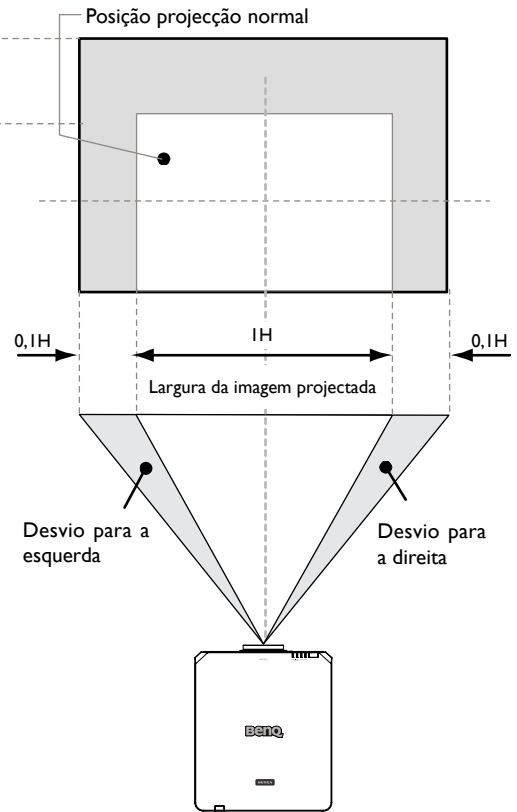 Posição projecção normal
0,1H
1H
0,1H
Largura da imagem projectada
Desvio para a
esquerda
Desvio para
a direita
BenQ